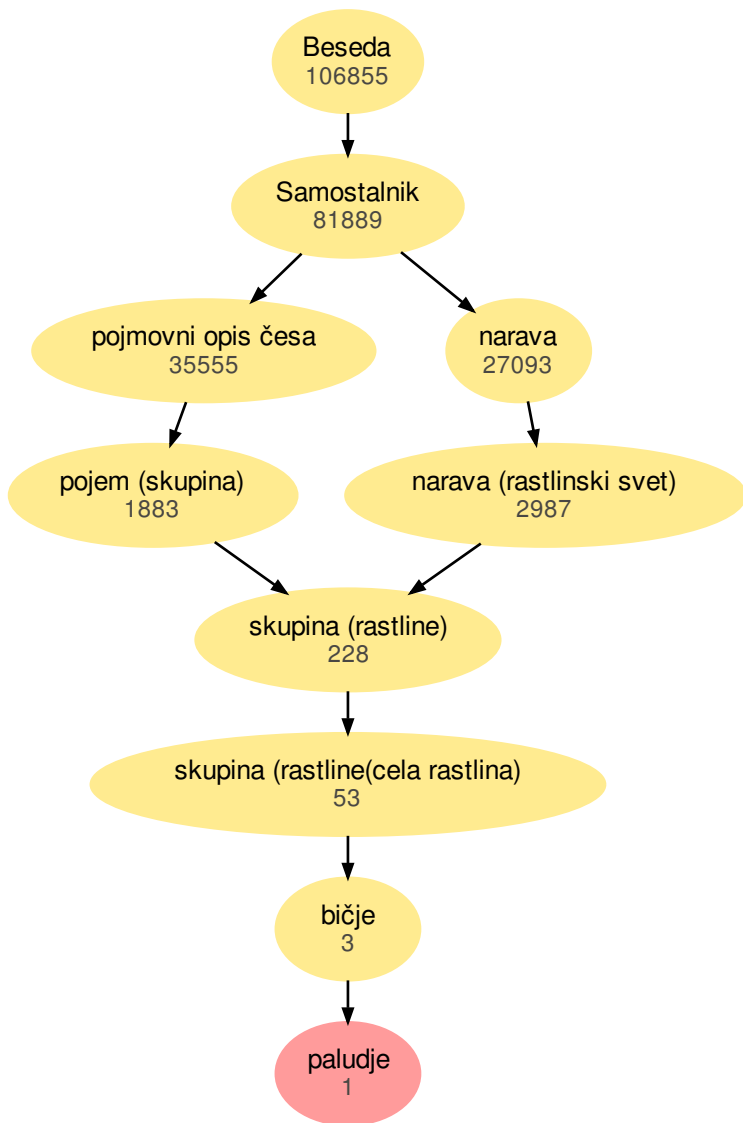 Beseda
106855
Samostalnik
81889
pojmovni opis česa
35555
narava
27093
pojem (skupina)
1883
narava (rastlinski svet)
2987
skupina (rastline)
228
skupina (rastline(cela rastlina)
53
bičje
3
paludje
1